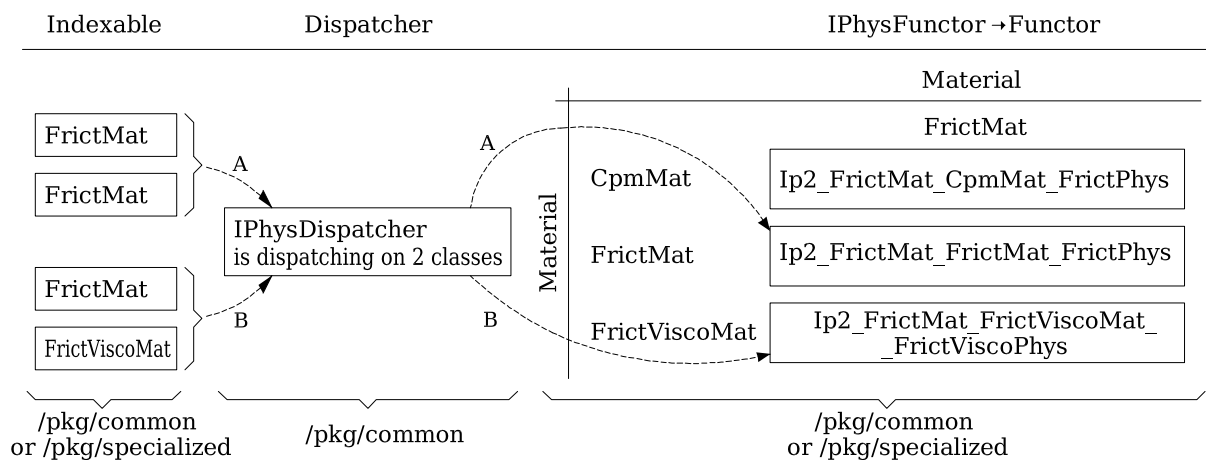 Indexable
Dispatcher
IPhysFunctor→Functor
Material
FrictMat
FrictMat
FrictMat
A
A
B
B
IPhysDispatcher
is dispatching on 2 classes
FrictMat
FrictViscoMat
Material
CpmMat
FrictMat
FrictViscoMat
Ip2_FrictMat_CpmMat_FrictPhys
Ip2_FrictMat_FrictMat_FrictPhys
Ip2_FrictMat_FrictViscoMat_
_FrictViscoPhys
/pkg/common
or /pkg/specialized
/pkg/common
/pkg/common
or /pkg/specialized